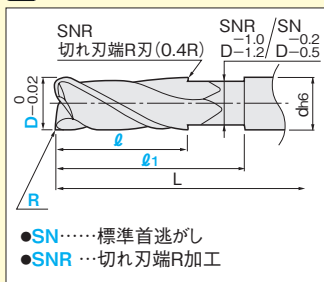 SNR
切れ刃端R刃(0.4R)
SNR/SN
-1.0 -0.2
D-1.2 D-0.5
0
D-0.02
dh6
ℓ
ℓ1
L
R
●SN……標準首逃がし
●SNR…切れ刃端R加工